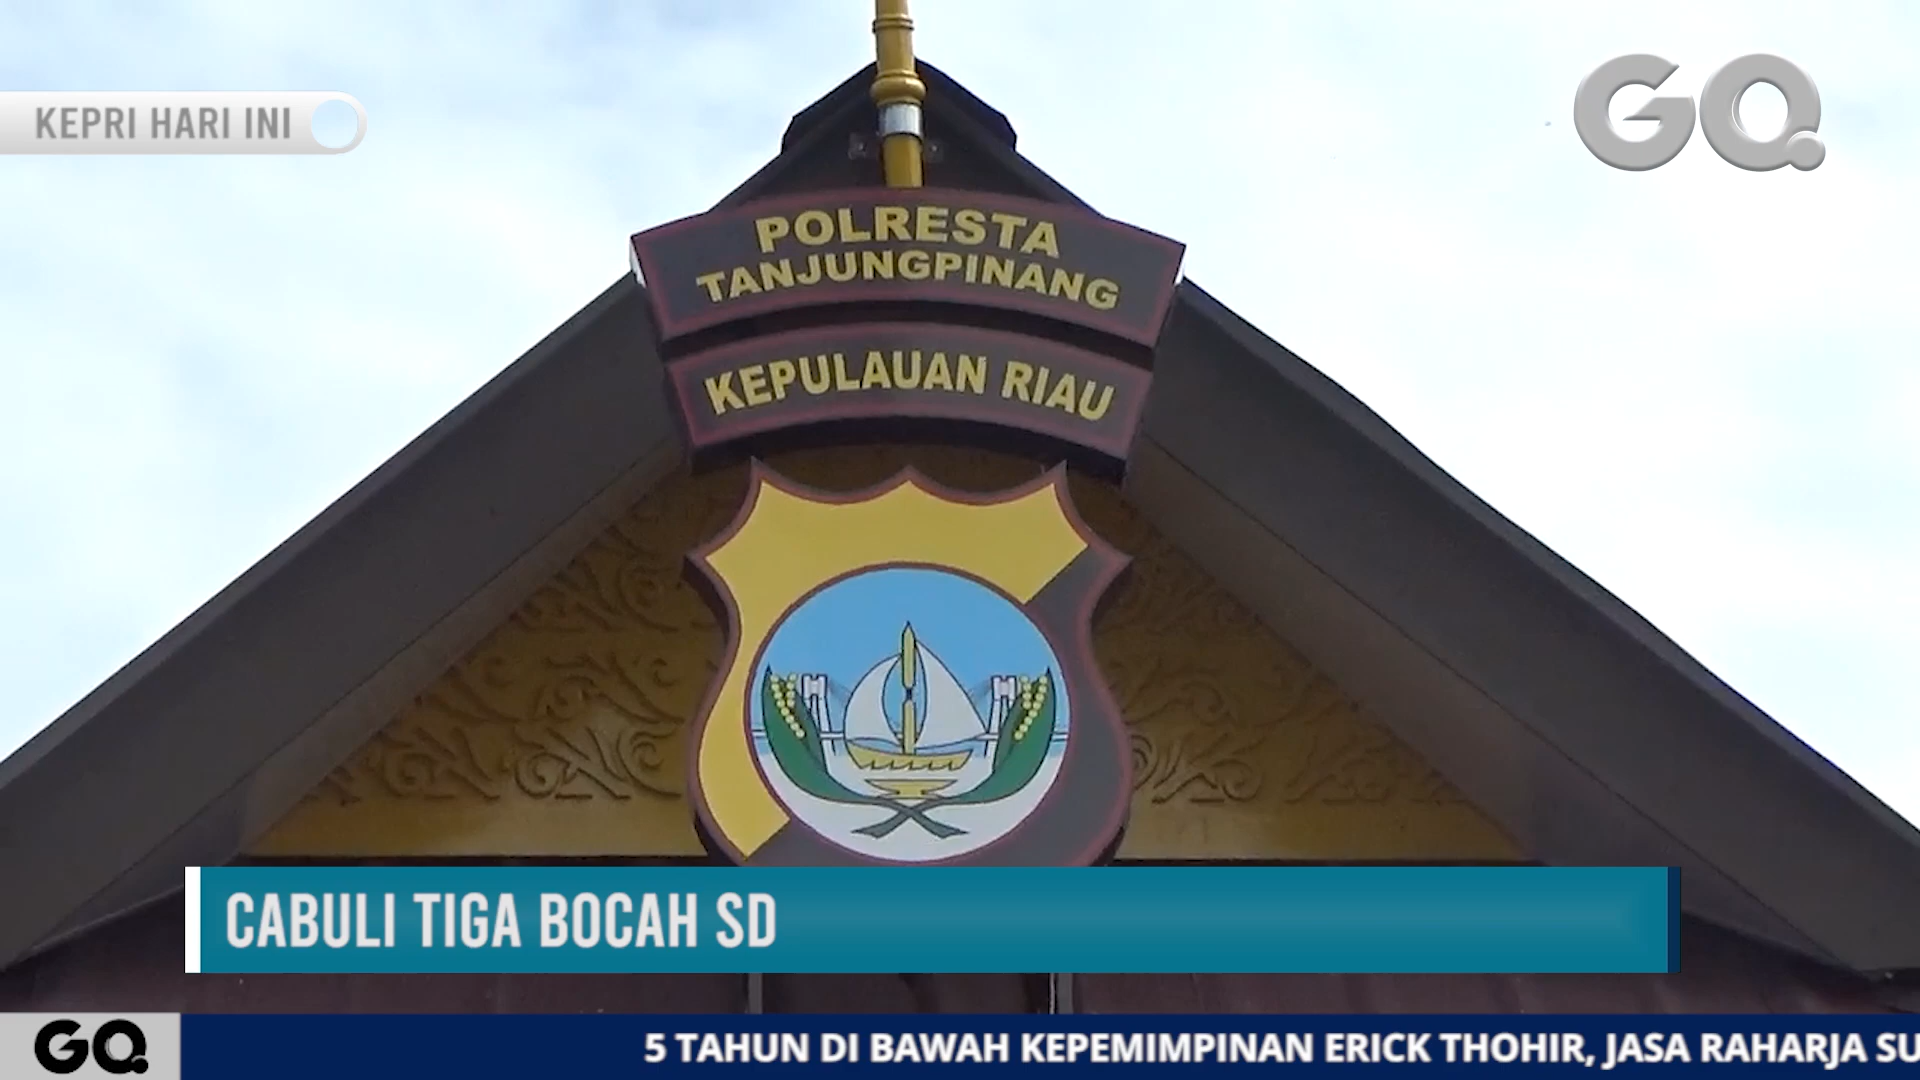 KEPRI HARI INI
GQ
POLRESTA
TANJUNGPINANG
KEPULAUAN RIAU
CABULI TIGA BOCAH SD
GQ
5 TAHUN DI BAWAH KEPEMIMPINAN ERICK THOHIR, JASA RAHARJA